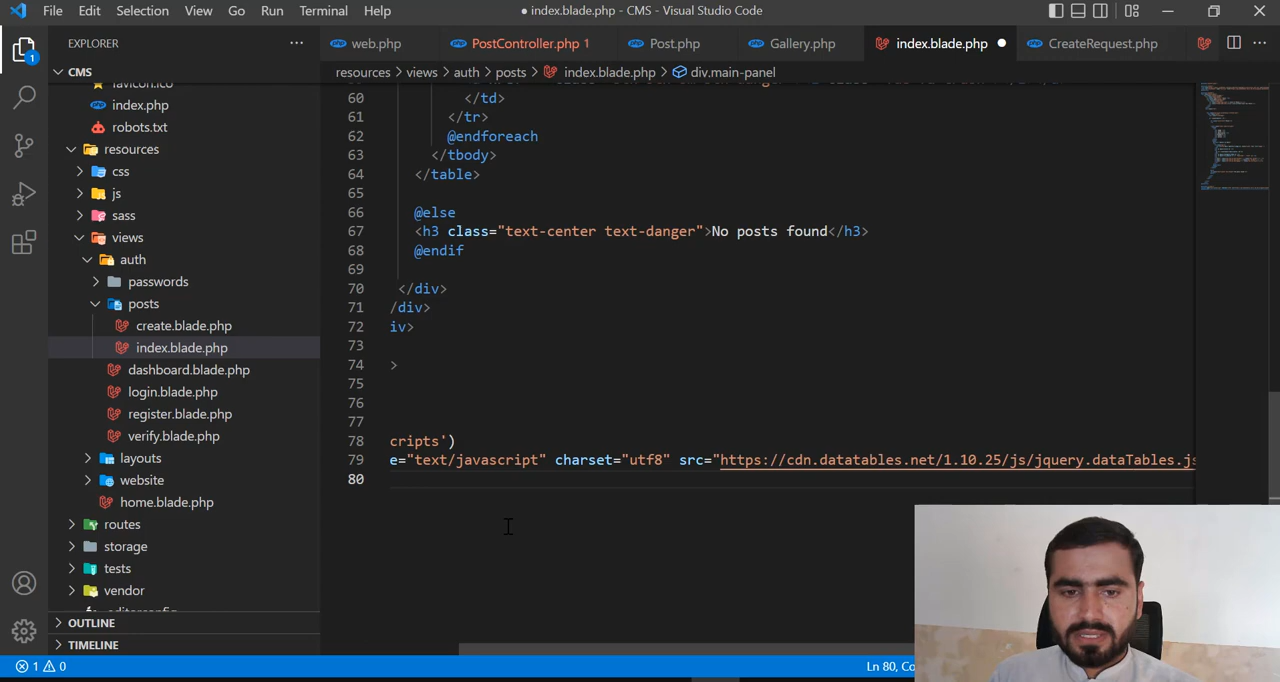 File Edit Selection View Go Run Terminal Help
● index.blade.php - CMS - Visual Studio Code
EXPLORER ···
web.php
PostController.php 1
Post.php
Gallery.php
index.blade.php ●
CreateRequest.php
···
1
CMS
resources > views > auth > posts > index.blade.php > div.main-panel
favicon.ico
index.php
robots.txt
resources
css
js
sass
views
auth
passwords
posts
create.blade.php
index.blade.php
dashboard.blade.php
login.blade.php
register.blade.php
verify.blade.php
layouts
website
home.blade.php
routes
storage
tests
vendor
.editorconfig
OUTLINE
TIMELINE
60 </td>
61 </tr>
62 @endforeach
63 </tbody>
64 </table>
65
66 @else
67 <h3 class="text-center text-danger">No posts found</h3>
68 @endif
69
70 </div>
71 /div>
72 iv>
73
74 >
75
76
77
78 cripts')
79 e="text/javascript" charset="utf8" src="https://cdn.datatables.net/1.10.25/js/jquery.dataTables.js
80
1 0
Ln 80, Co